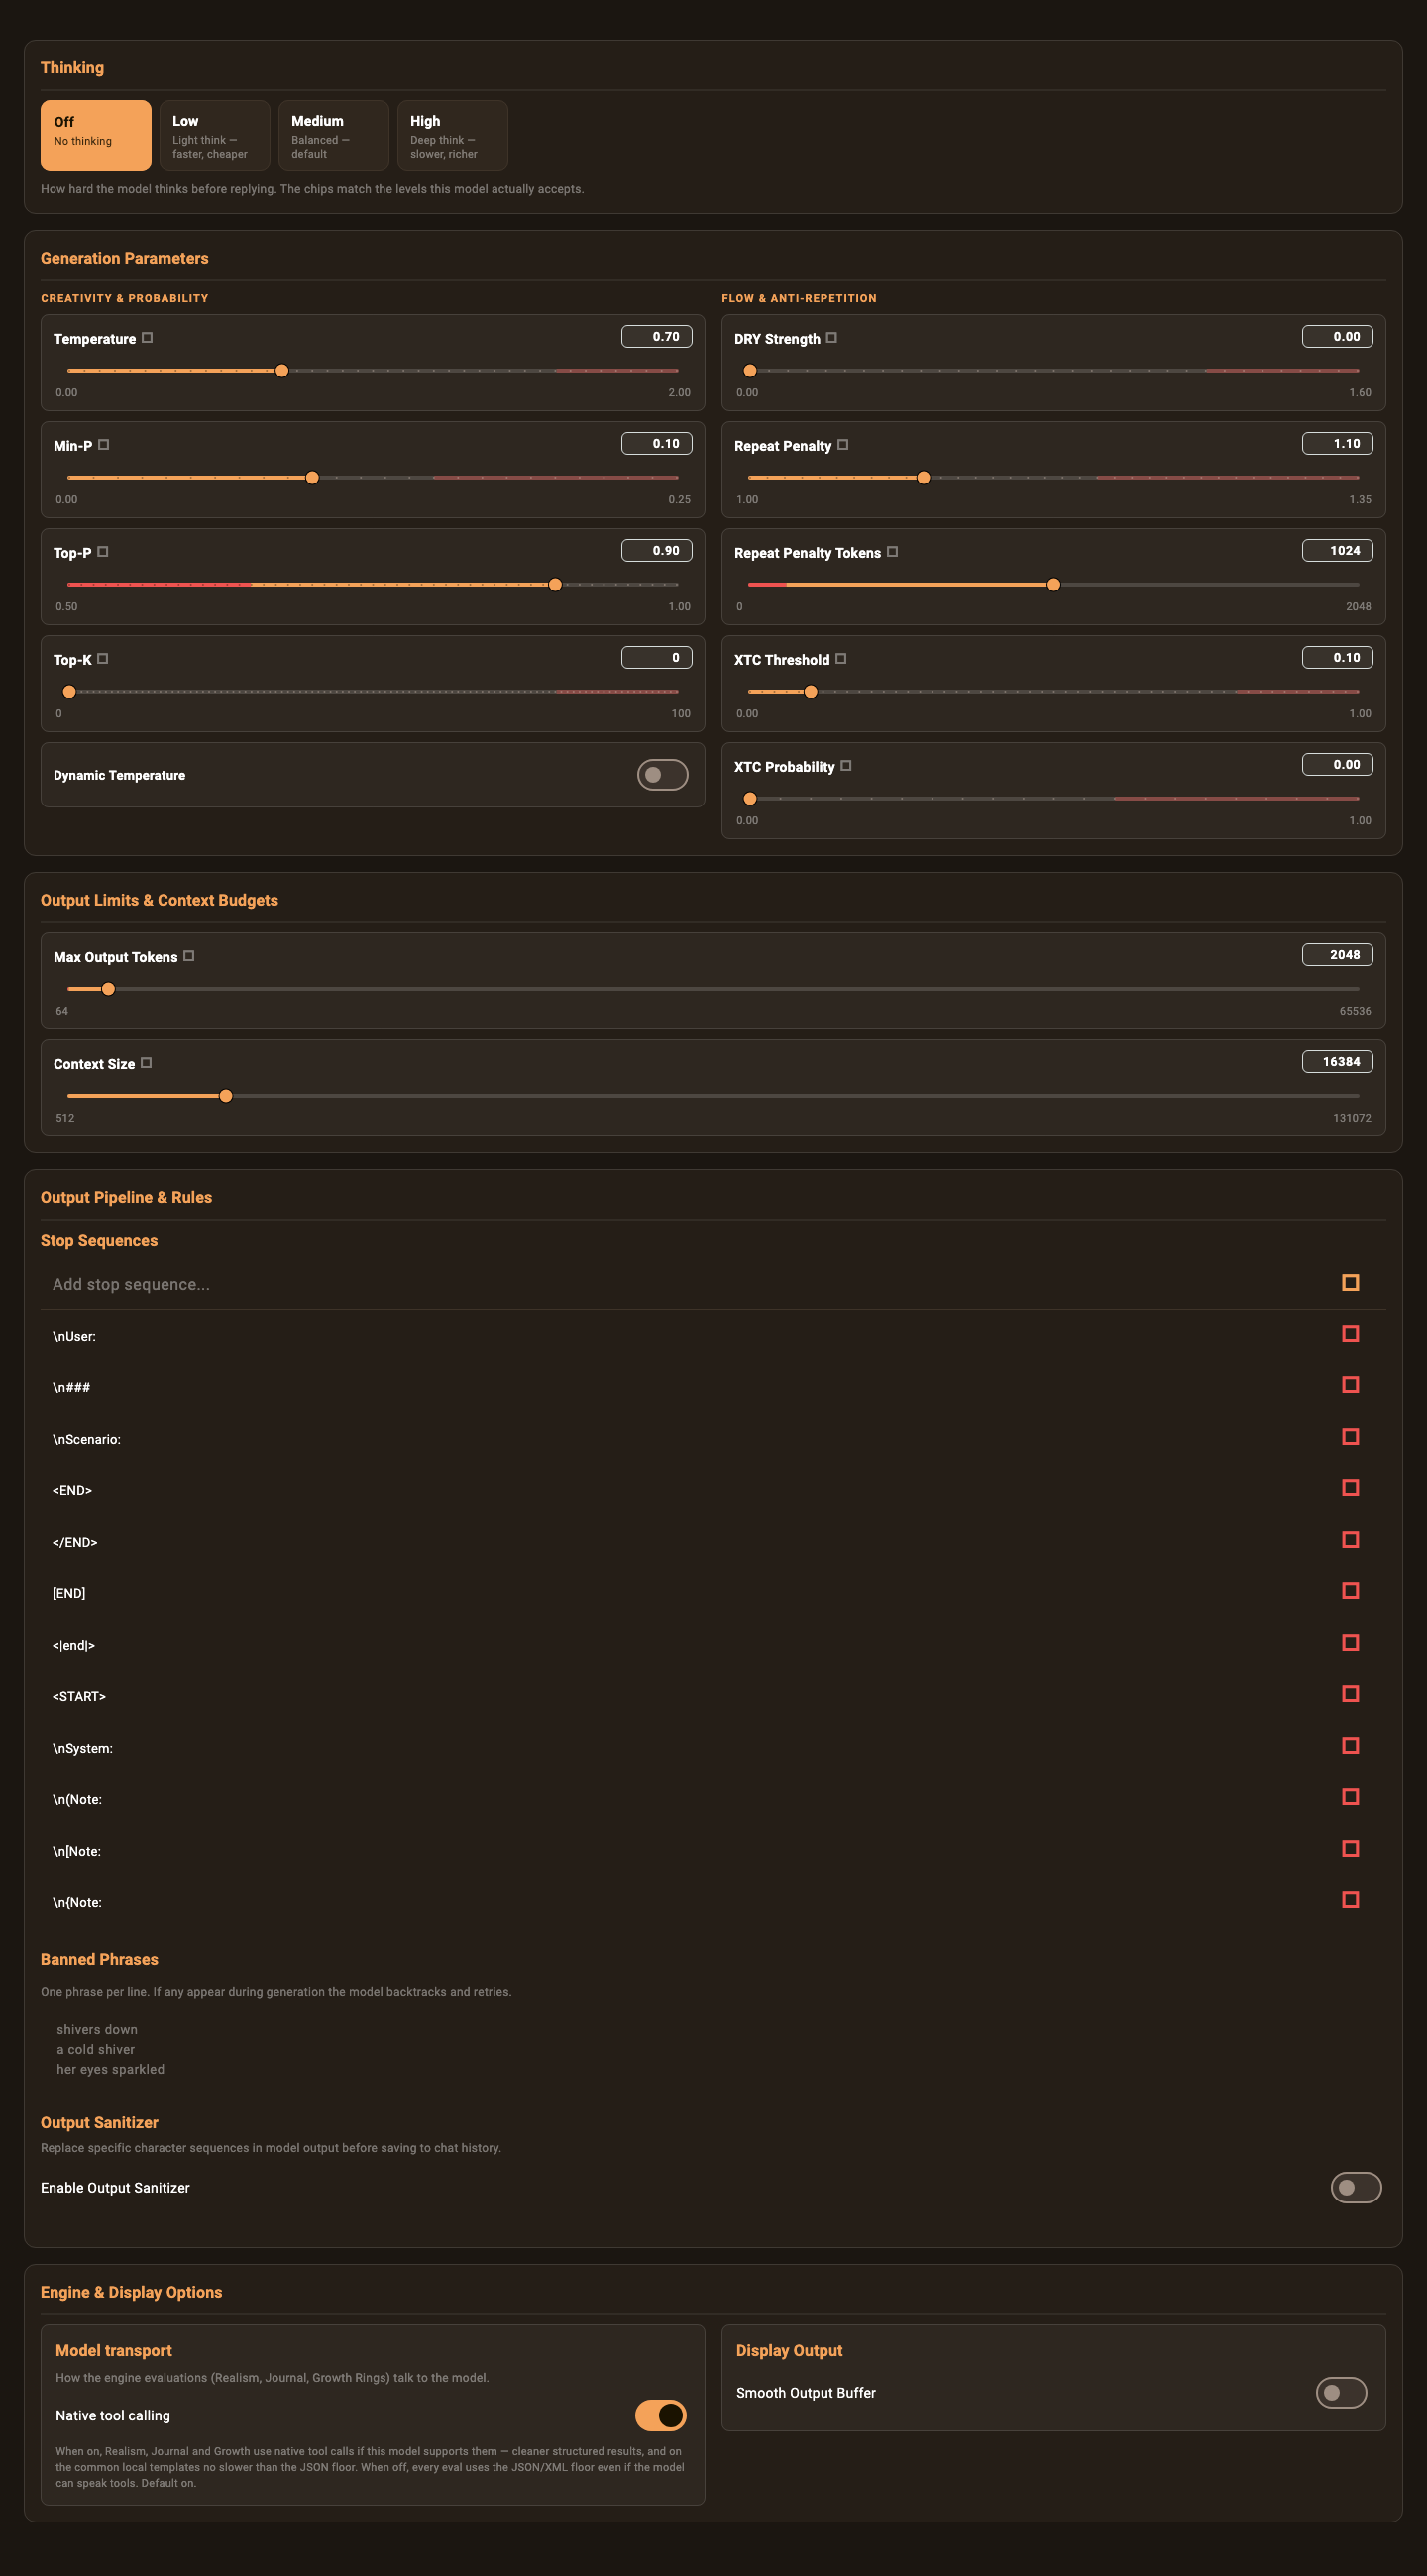 Thinking
Off
No thinking
Low
Light think —
faster, cheaper
Medium
Balanced —
default
High
Deep think —
slower, richer
How hard the model thinks before replying. The chips match the levels this model actually accepts.
Generation Parameters
CREATIVITY & PROBABILITY
Temperature
0.70
0.00
2.00
Min-P
0.10
0.00
0.25
Top-P
0.90
0.50
1.00
Top-K
0
0
100
Dynamic Temperature
FLOW & ANTI-REPETITION
DRY Strength
0.00
0.00
1.60
Repeat Penalty
1.10
1.00
1.35
Repeat Penalty Tokens
1024
0
2048
XTC Threshold
0.10
0.00
1.00
XTC Probability
0.00
0.00
1.00
Output Limits & Context Budgets
Max Output Tokens
2048
64
65536
Context Size
16384
512
131072
Output Pipeline & Rules
Stop Sequences
Add stop sequence...
\nUser:
\n###
\nScenario:
<END>
</END>
[END]
<|end|>
<START>
\nSystem:
\n(Note:
\n[Note:
\n{Note:
Banned Phrases
One phrase per line. If any appear during generation the model backtracks and retries.
shivers down
a cold shiver
her eyes sparkled
Output Sanitizer
Replace specific character sequences in model output before saving to chat history.
Enable Output Sanitizer
Engine & Display Options
Model transport
How the engine evaluations (Realism, Journal, Growth Rings) talk to the model.
Native tool calling
When on, Realism, Journal and Growth use native tool calls if this model supports them — cleaner structured results, and on
the common local templates no slower than the JSON floor. When off, every eval uses the JSON/XML floor even if the model
can speak tools. Default on.
Display Output
Smooth Output Buffer